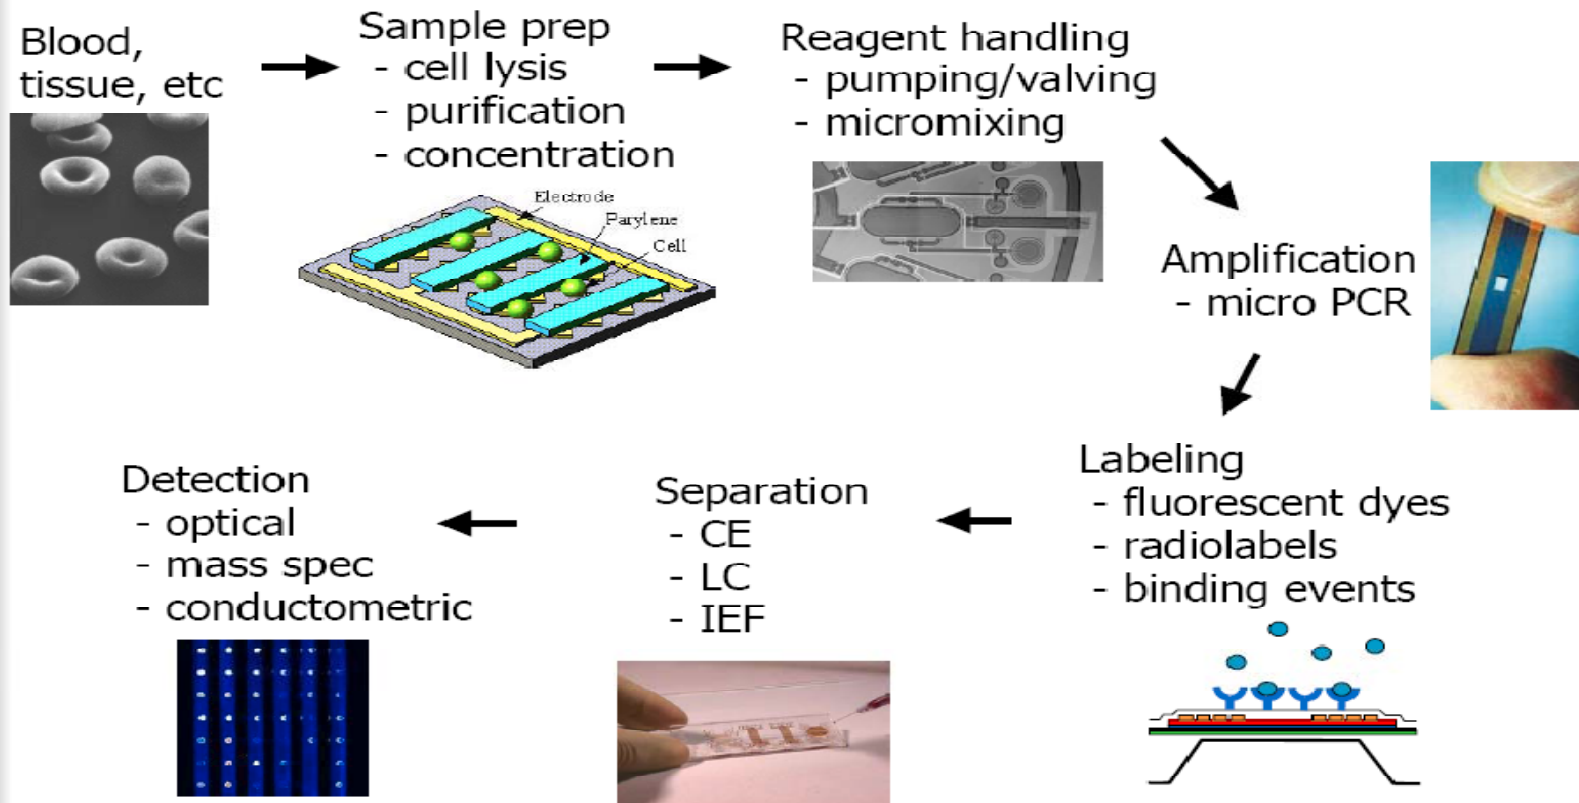 Blood,
tissue, etc
Sample prep
- cell lysis
- purification
- concentration
Electrode
Parylene
Cell
Reagent handling
- pumping/valving
- micromixing
Amplification
- micro PCR
Labeling
- fluorescent dyes
- radiolabels
- binding events
Separation
- CE
- LC
- IEF
Detection
- optical
- mass spec
- conductometric